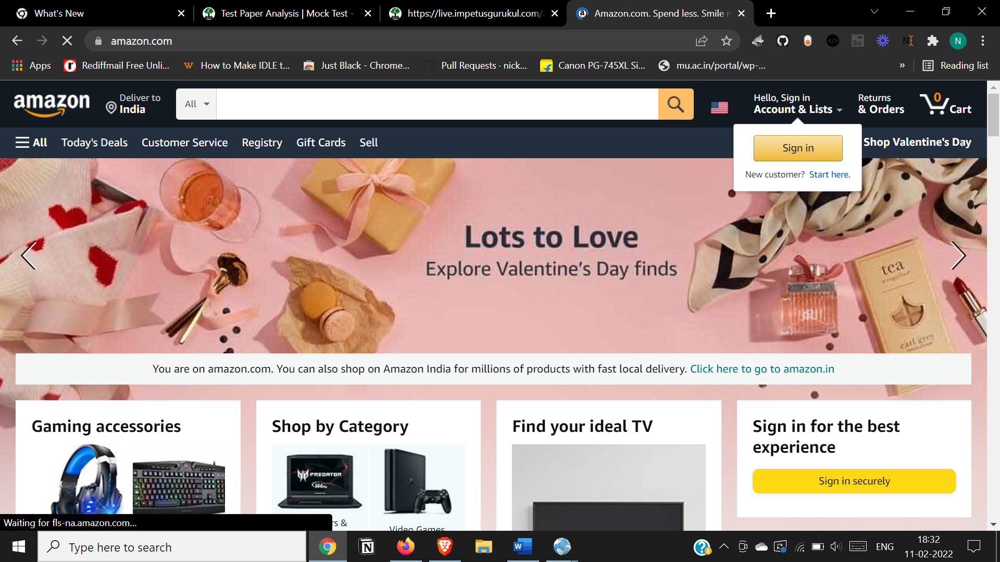 What's New
Test Paper Analysis | Mock Test -
https://live.impetusgurukul.com/
Amazon.com. Spend less. Smile
amazon.com
Apps
Rediffmail Free Unli...
How to Make IDLE t...
Just Black - Chrome...
Pull Requests · nick...
Canon PG-745XL Si...
mu.ac.in/portal/wp-...
»
Reading list
amazon
Deliver to
India
All
Hello, Sign in
Account & Lists
Returns
& Orders
0
Cart
All
Today's Deals
Customer Service
Registry
Gift Cards
Sell
Shop Valentine's Day
Sign in
New customer? Start here.
Lots to Love
Explore Valentine's Day finds
tea
earl grey
You are on amazon.com. You can also shop on Amazon India for millions of products with fast local delivery. Click here to go to amazon.in
Gaming accessories
Shop by Category
PREDATOR
Video Games
Find your ideal TV
Sign in for the best
experience
Sign in securely
Waiting for fls-na.amazon.com...
Type here to search
ENG
18:32
11-02-2022